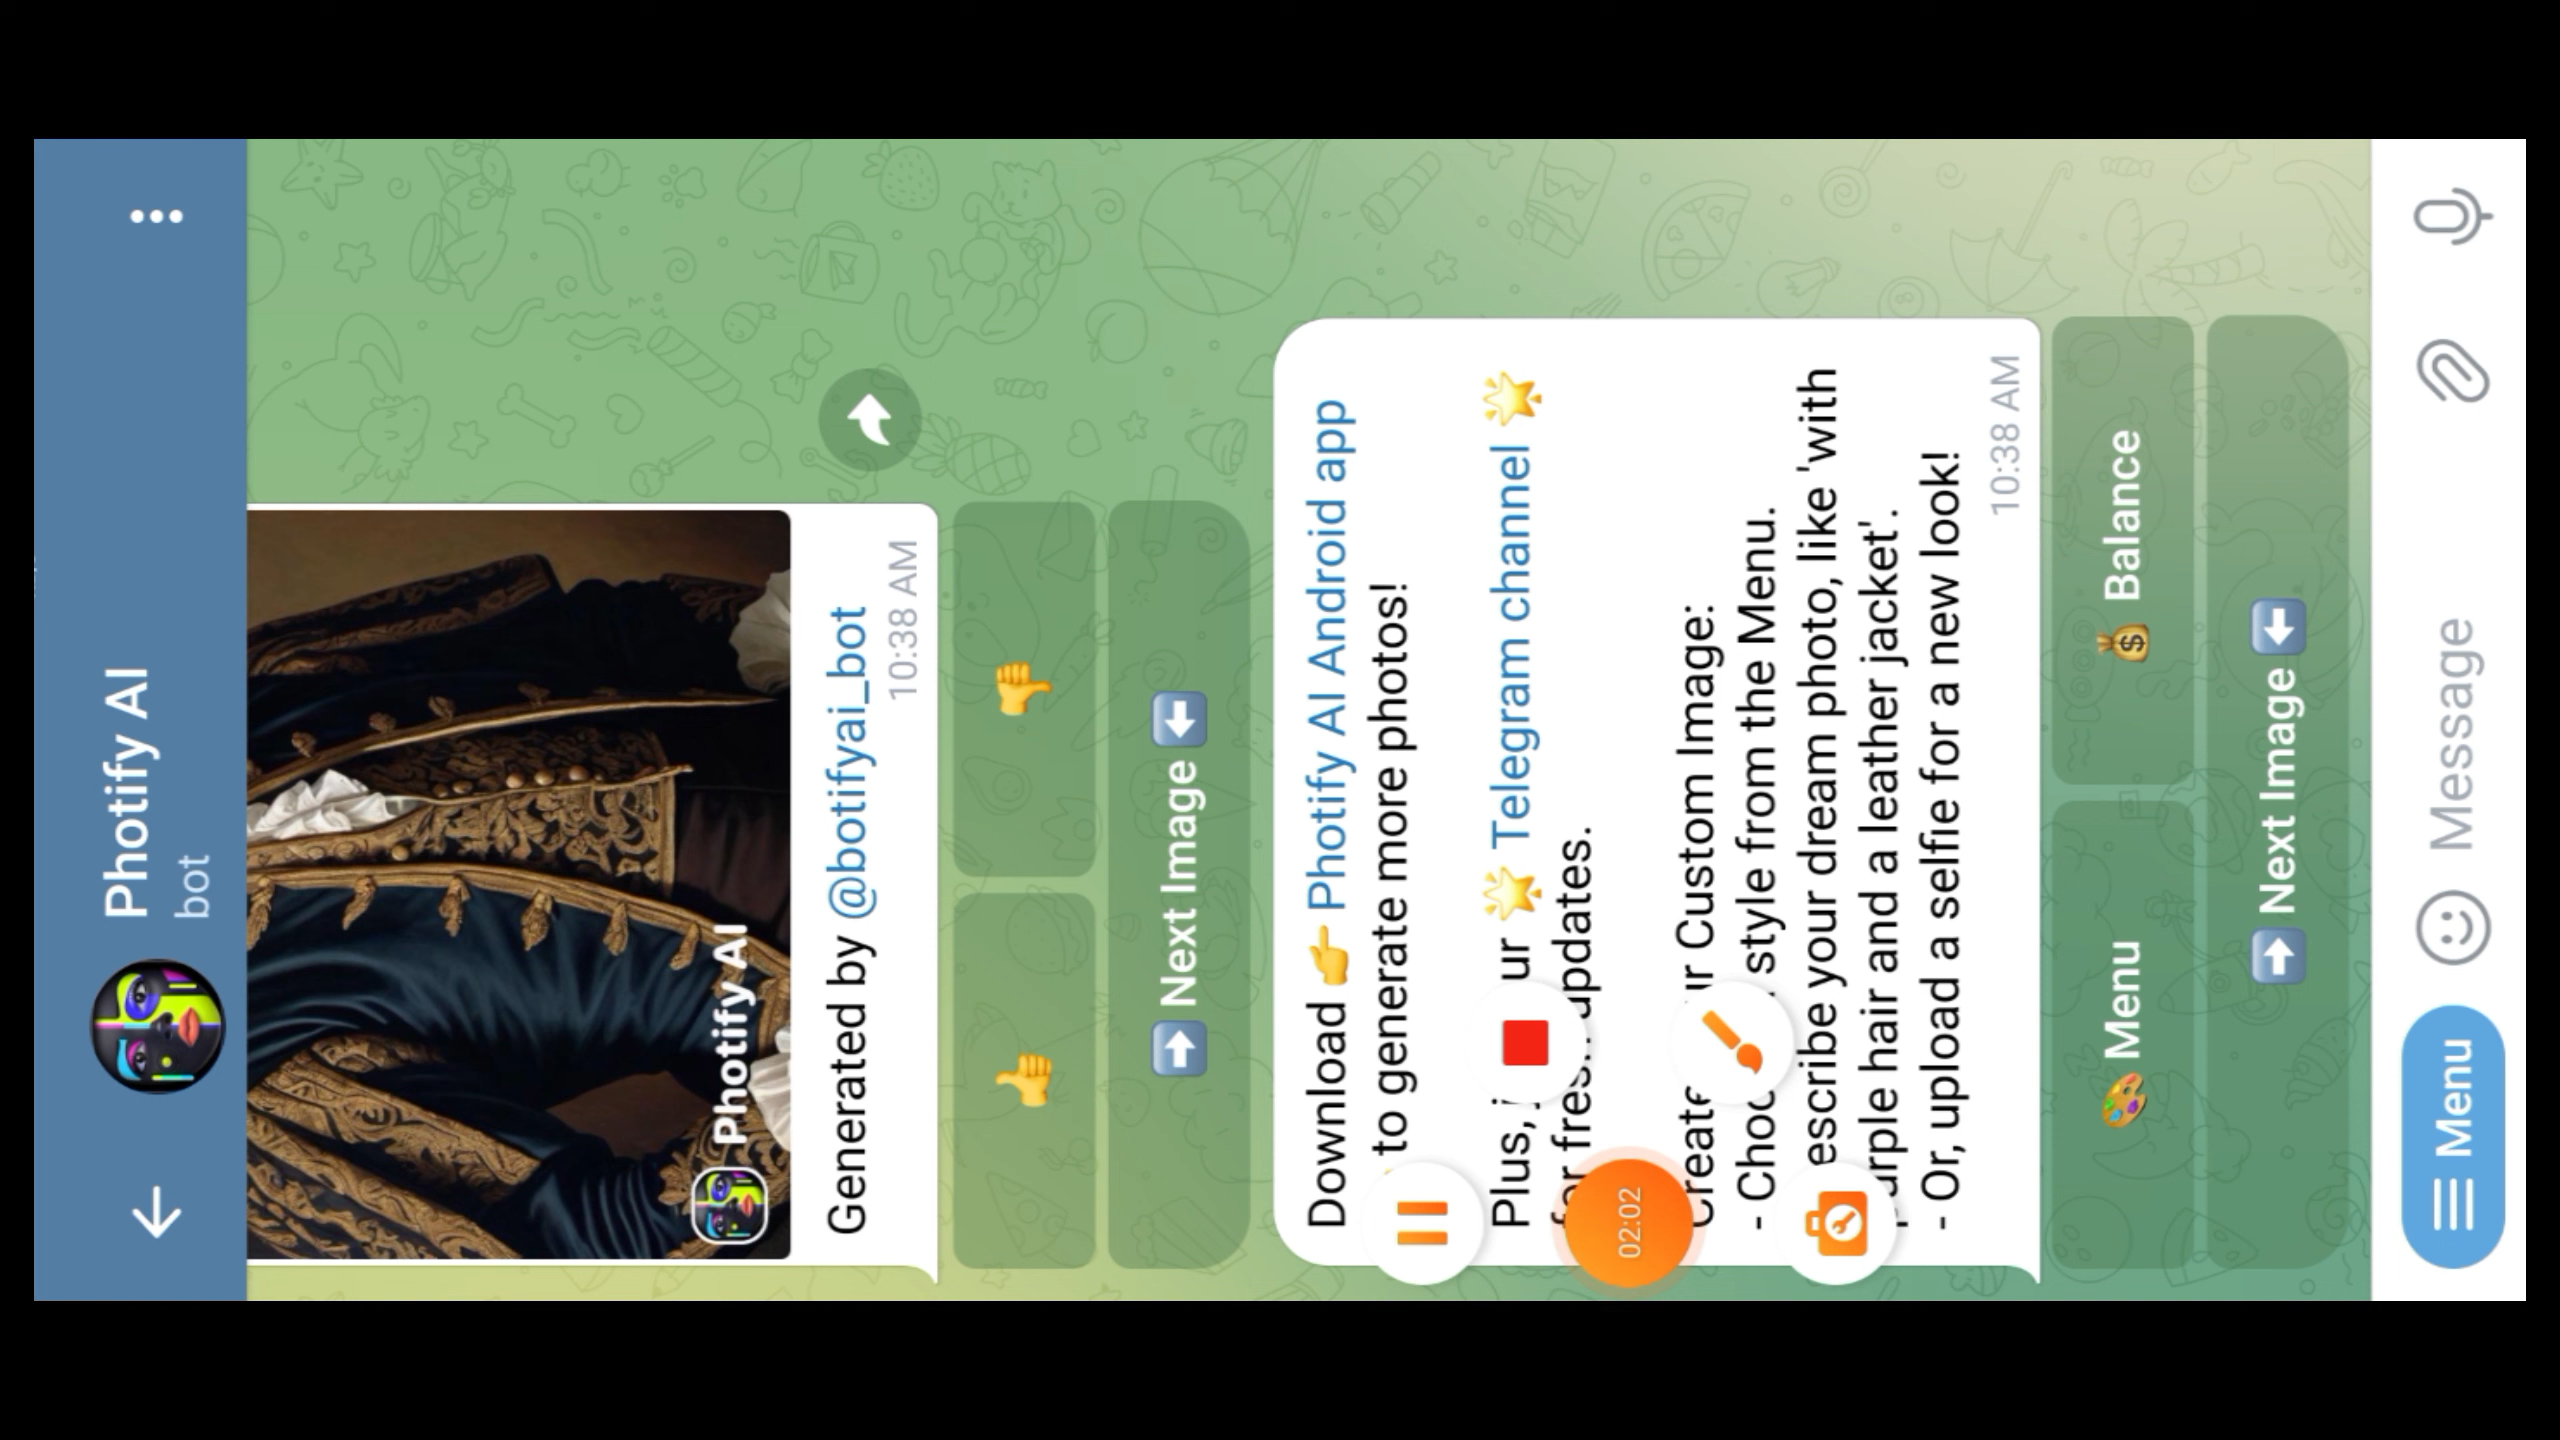 Photify AI
bot
Photify AI
Generated by @botifyai_bot
10:38 AM
👍
👎
➡️ Next Image ⬅️
Download 👉 Photify AI Android app
to generate more photos!
Plus, ur 🌟 Telegram channel 🌟
updates.
Custom Image:
- style from the Menu.
your dream photo, like 'with
hair and a leather jacket'.
- Or, upload a selfie for a new look!
10:38 AM
🎨 Menu
💰 Balance
➡️ Next Image ⬅️
02:02
Menu
Message